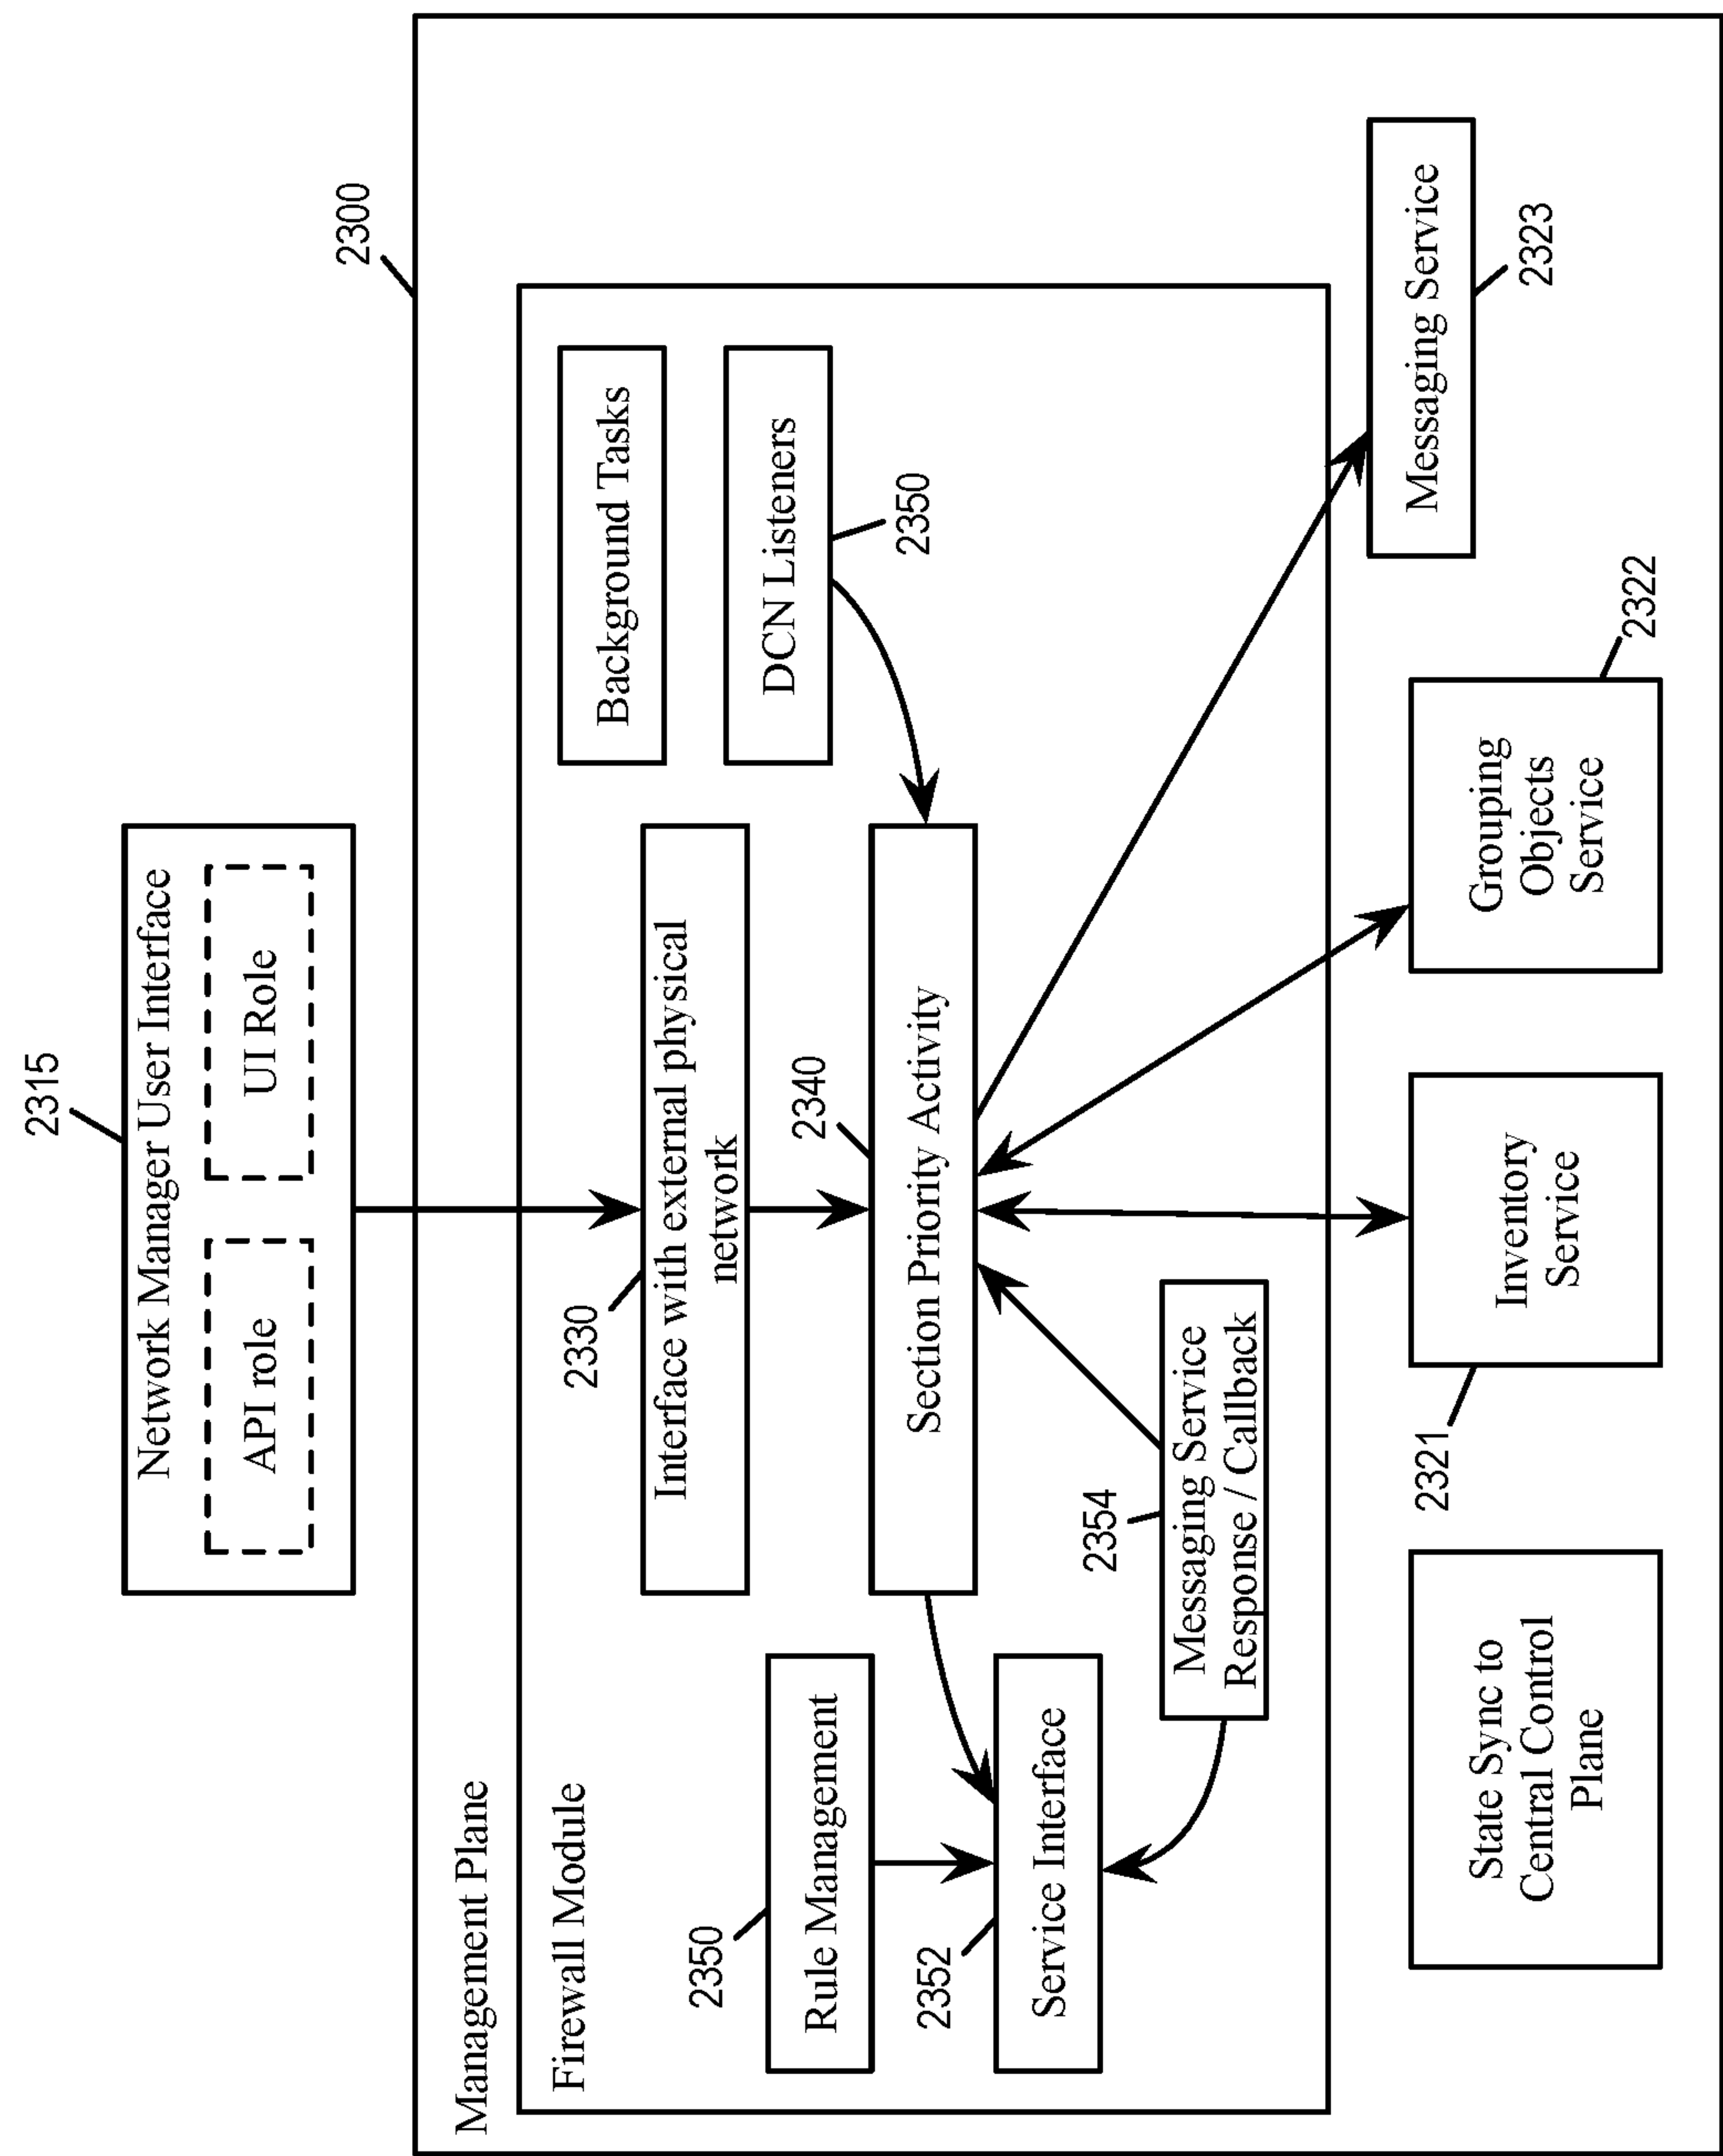 2315
Network Manager User Interface
API role
UI Role
2300
Management Plane
Firewall Module
2330
Interface with external physical
network
Background Tasks
DCN Listeners
2350
2350
Rule Management
2340
Section Priority Activity
2352
Service Interface
2354
Messaging Service
Response / Callback
Messaging Service
2323
State Sync to
Central Control
Plane
2321
Inventory
Service
Grouping
Objects
Service
2322